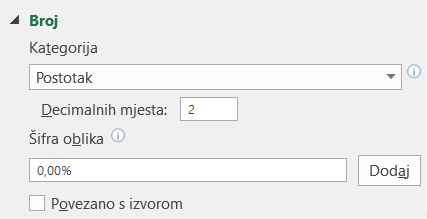 Broj
Kategorija
Postotak
Decimalnih mjesta: 2
Šifra oblika
0,00%
Dodaj
Povezano s izvorom